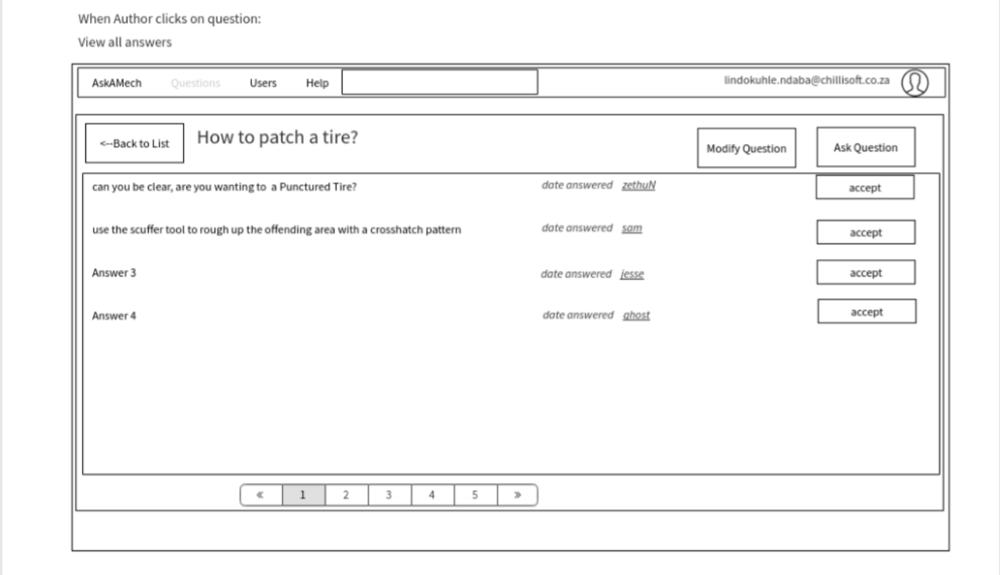 When Author clicks on question:
View all answers
AskAMech Questions Users Help lindokuhle.ndaba@chillisoft.co.za
<--Back to List How to patch a tire? Modify Question Ask Question
can you be clear, are you wanting to a Punctured Tire? date answered zethuN accept
use the scuffer tool to rough up the offending area with a crosshatch pattern date answered sam accept
Answer 3 date answered jesse accept
Answer 4 date answered ghost accept
« 1 2 3 4 5 »